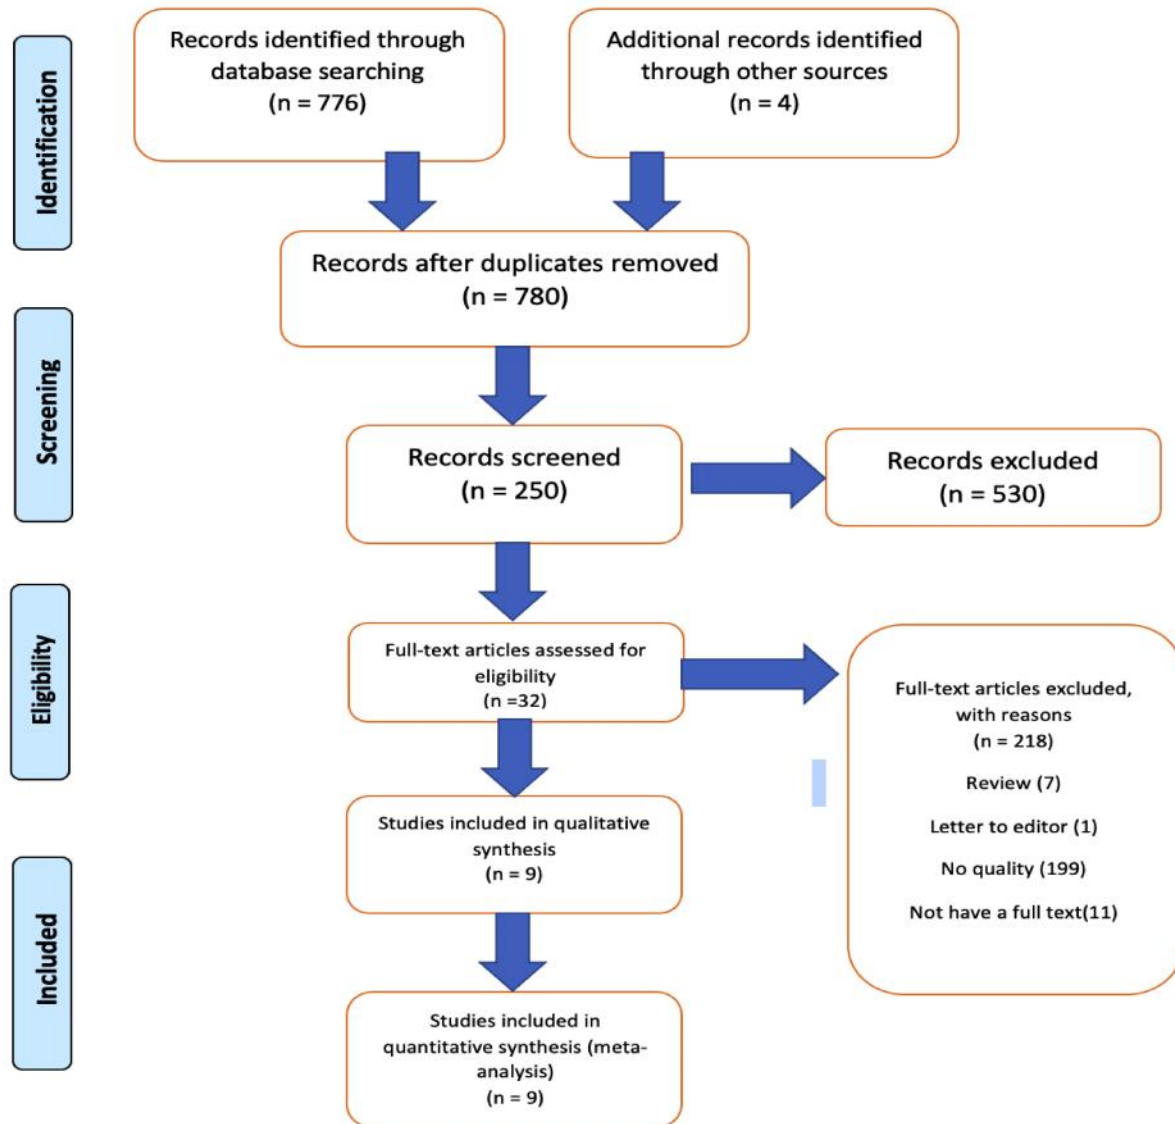 Identification
Records identified through
database searching
(n = 776)
Additional records identified
through other sources
(n = 4)
Records after duplicates removed
(n = 780)
Screening
Records screened
(n = 250)
Records excluded
(n = 530)
Eligibility
Full-text articles assessed for
eligibility
(n =32)
Full-text articles excluded,
with reasons
(n = 218)
Review (7)
Letter to editor (1)
No quality (199)
Not have a full text(11)
Included
Studies included in qualitative
synthesis
(n = 9)
Studies included in
quantitative synthesis (meta-
analysis)
(n = 9)